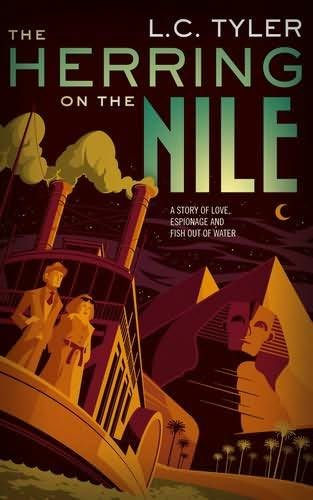 L.C. TYLER
THE
HERRING
ON THE
NILE
A STORY OF LOVE,
ESPIONAGE AND
FISH OUT OF WATER